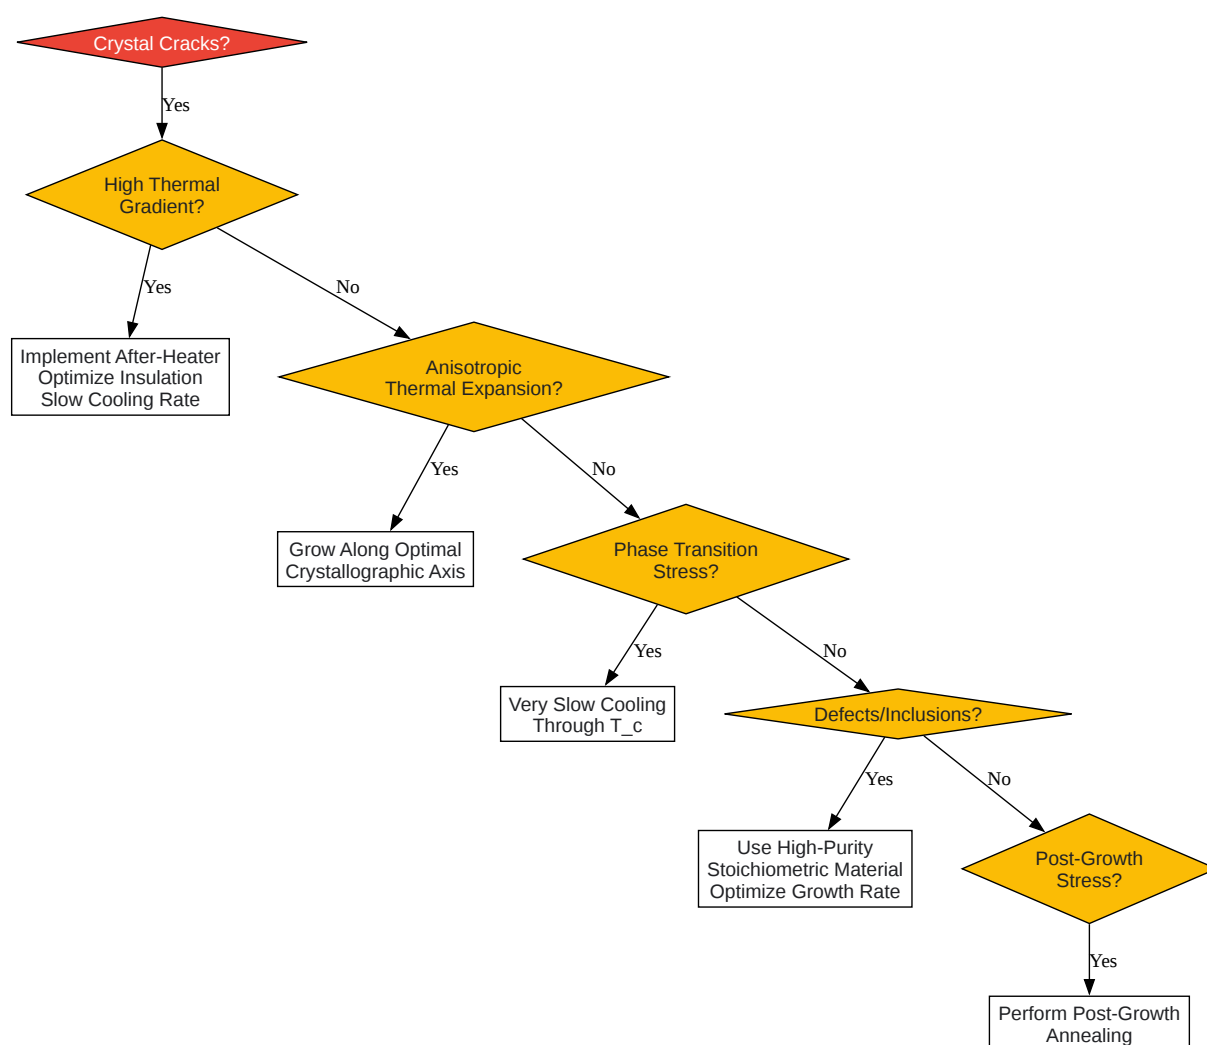 Crystal Cracks?
Yes
High Thermal
Gradient?
Yes
No
Implement After-Heater
Optimize Insulation
Slow Cooling Rate
Anisotropic
Thermal Expansion?
Yes
No
Grow Along Optimal
Crystallographic Axis
Phase Transition
Stress?
Yes
No
Very Slow Cooling
Through T_c
Defects/Inclusions?
Yes
No
Use High-Purity
Stoichiometric Material
Optimize Growth Rate
Post-Growth
Stress?
Yes
Perform Post-Growth
Annealing